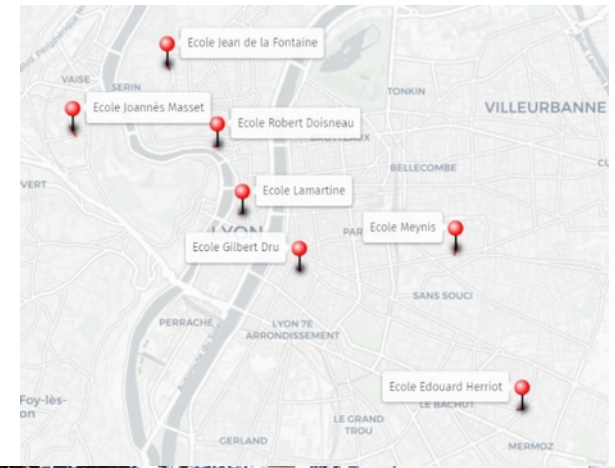 Ecole Jean de la Fontaine
VAISE
SERIN
TONKIN
Ecole Joannès Masset
VILLEURBANNE
Ecole Robert Doisneau
BELLECOMBE
VERT
Ecole Lamartine
LYON
Ecole Meynis
Ecole Gilbert Dru
SANS SOUCI
PERRACHE
LYON 7E
ARRONDISSEMENT
Ecole Edouard Herriot
Foy-lès-
on
LE BACHUT
LE GRAND
TROU
GERLAND
MERMOZ